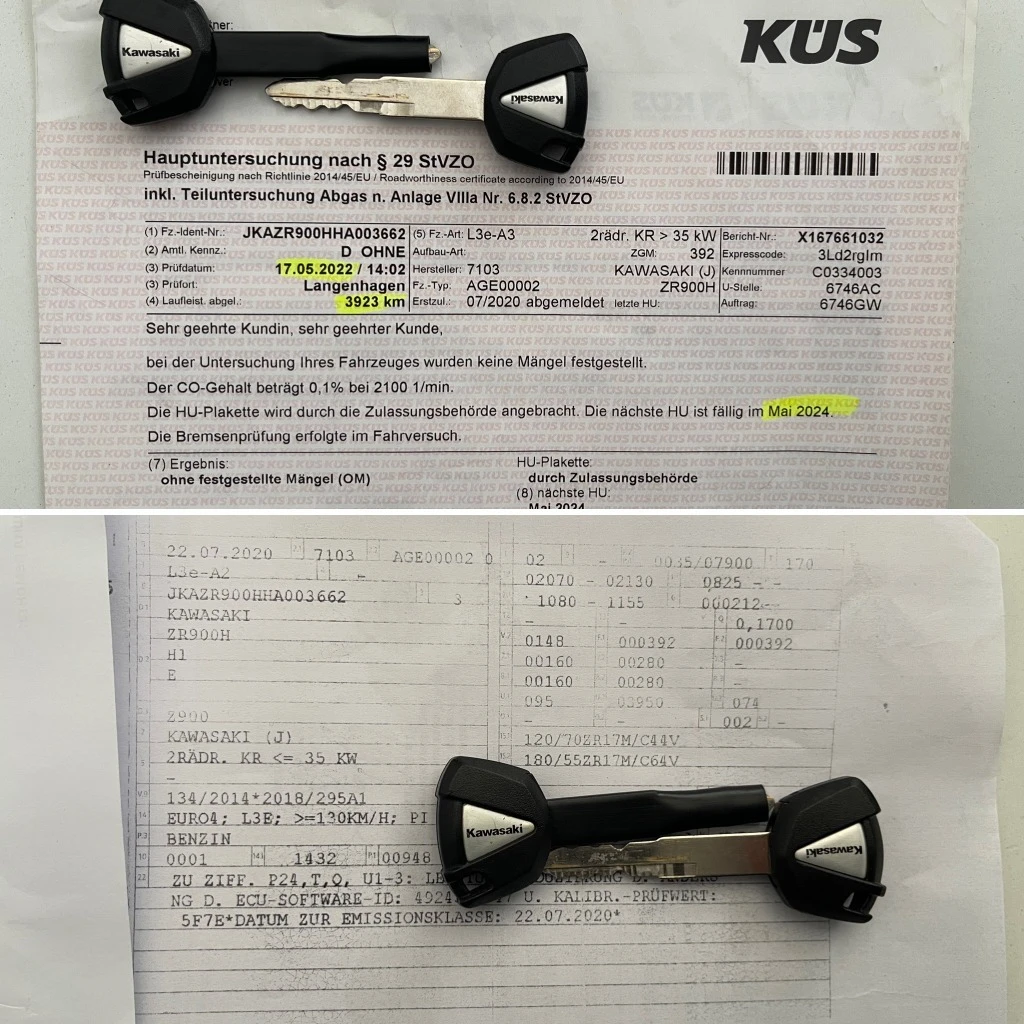 ner:
KÜS
Kawasaki
Kawasaki
ver
Hauptuntersuchung nach § 29 StVZO
Prüfbescheinigung nach Richtlinie 2014/45/EU / Roadworthiness certificate according to 2014/45/EU
inkl. Teiluntersuchung Abgas n. Anlage VIIIa Nr. 6.8.2 StVZO
(1) Fz.-Ident-Nr.: JKAZR900HHA003662 (5) Fz.-Art: L3e-A3 2rädr. KR > 35 kW Bericht-Nr.: X167661032
(2) Amtl. Kennz.: D OHNE Aufbau-Art: ZGM: 392 Expresscode: 3Ld2rglm
(3) Prüfdatum: 17.05.2022 / 14:02 Hersteller: 7103 KAWASAKI (J) Kennnummer C0334003
(3) Prüfort: Langenhagen Fz.-Typ: AGE00002 ZR900H U-Stelle: 6746AC
(4) Laufleist. abgel.: 3923 km Erstzul.: 07/2020 abgemeldet letzte HU: Auftrag: 6746GW
Sehr geehrte Kundin, sehr geehrter Kunde,
bei der Untersuchung Ihres Fahrzeuges wurden keine Mängel festgestellt.
Der CO-Gehalt beträgt 0,1% bei 2100 1/min.
Die HU-Plakette wird durch die Zulassungsbehörde angebracht. Die nächste HU ist fällig im Mai 2024.
Die Bremsenprüfung erfolgte im Fahrversuch.
(7) Ergebnis: HU-Plakette:
ohne festgestellte Mängel (OM) durch Zulassungsbehörde
(8) nächste HU:
Mai 2024
22.07.2020 7103 AGE00002 0 02 - 0035/07900 170
L3e-A2 - 02070 - 02130 0825 - -
JKAZR900HHA003662 3 1080 - 1155 000212--
KAWASAKI - - 0,1700
ZR900H 0148 000392 000392
H1 00160 00280 -
E 00160 00280 -
095 03950 074
Z900 - - 002 -
KAWASAKI (J) 120/70ZR17M/C44V
2RÄDR. KR <= 35 KW 180/55ZR17M/C64V
-
134/2014*2018/295A1
EURO4; L3E; >=130KM/H; PI
BENZIN
0001 1432 00948
ZU ZIFF. P24,T,Q, U1-3:
NG D. ECU-SOFTWARE-ID: U. KALIBR.-PRÜFWERT:
5F7E*DATUM ZUR EMISSIONSKLASSE: 22.07.2020*
Kawasaki
Kawasaki